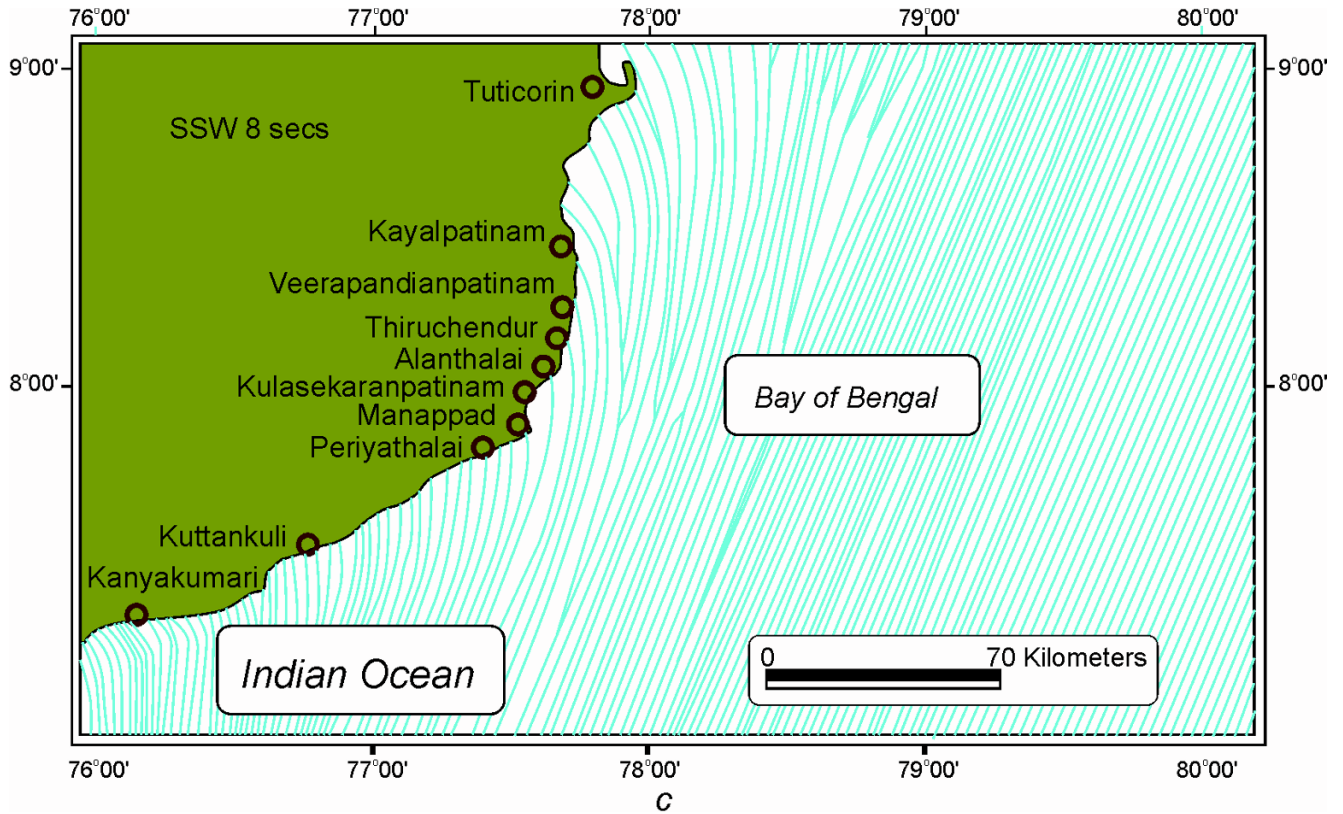 76°00' 77°00' 78°00' 79°00' 80°00'
9°00' 9°00'
Tuticorin
SSW 8 secs
Kayalpatinam
Veerapandianpatinam
Thiruchendur
Alanthalai
8°00' 8°00'
Kulasekaranpatinam
Bay of Bengal
Manappad
Periyathalai
Kuttankuli
Kanyakumari
Indian Ocean
0 70 Kilometers
76°00' 77°00' 78°00' 79°00' 80°00'
c